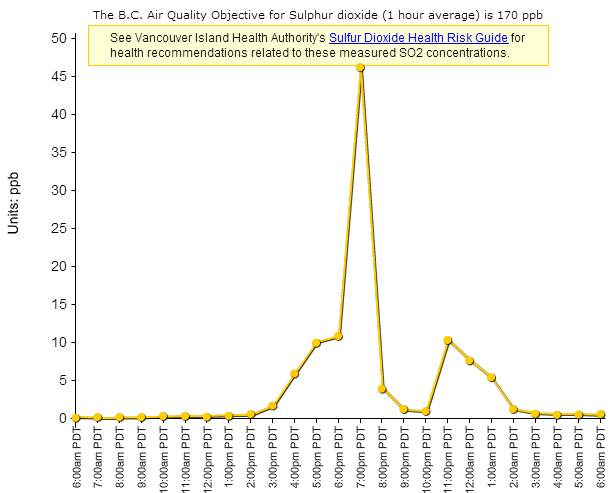 The B.C. Air Quality Objective for Sulphur dioxide (1 hour average) is 170 ppb
See Vancouver Island Health Authority's Sulfur Dioxide Health Risk Guide for
health recommendations related to these measured SO2 concentrations.
Units: ppb
50
45
40
35
30
25
20
15
10
5
0
6:00am PDT
7:00am PDT
8:00am PDT
9:00am PDT
10:00am PDT
11:00am PDT
12:00pm PDT
1:00pm PDT
2:00pm PDT
3:00pm PDT
4:00pm PDT
5:00pm PDT
6:00pm PDT
7:00pm PDT
8:00pm PDT
9:00pm PDT
10:00pm PDT
11:00pm PDT
12:00am PDT
1:00am PDT
2:00am PDT
3:00am PDT
4:00am PDT
5:00am PDT
6:00am PDT